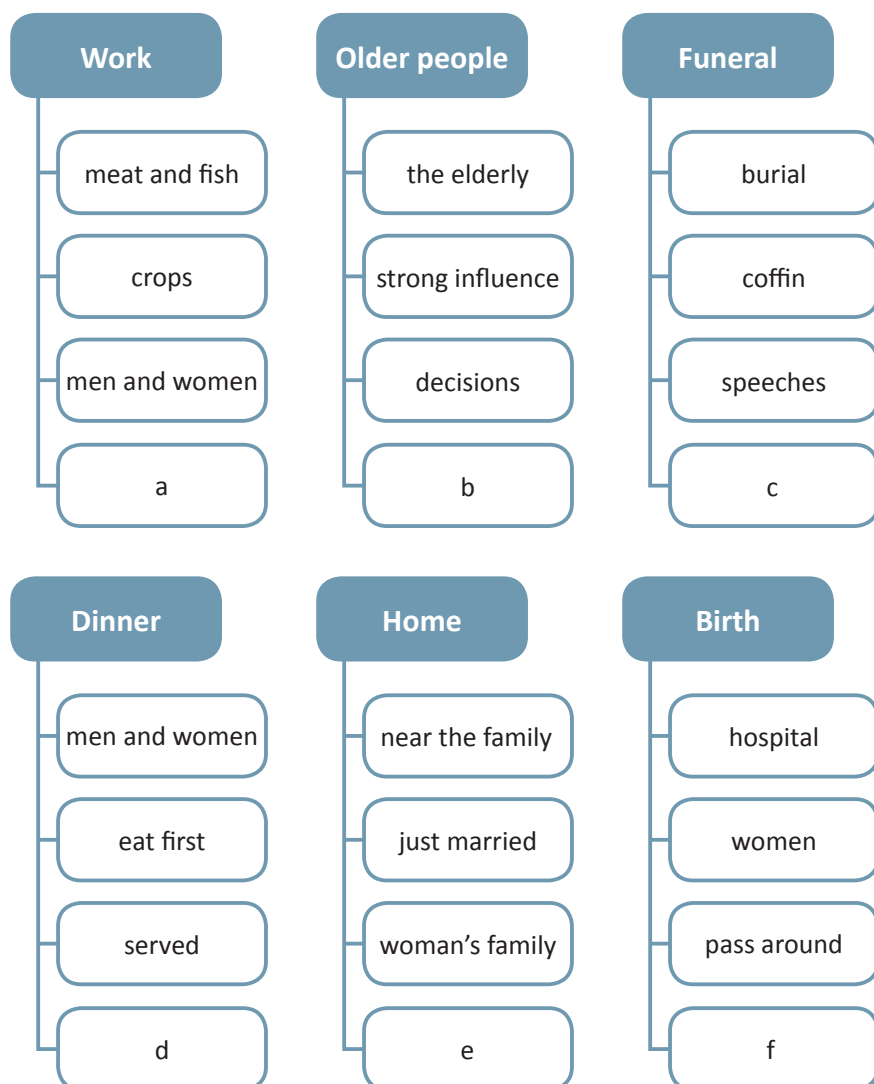 Work
meat and fish
crops
men and women
a
Older people
the elderly
strong influence
decisions
b
Funeral
burial
coffin
speeches
c
Dinner
men and women
eat first
served
d
Home
near the family
just married
woman’s family
e
Birth
hospital
women
pass around
f